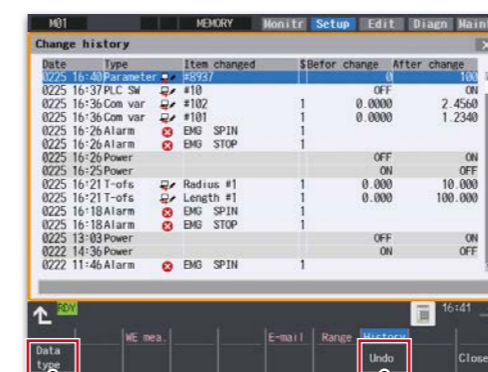 M01 MEMORY Monitr Setup Edit Diagn Maint
Change history
Date Type Item changed $ Befor change After change
0225 16:40 Parameter #8937 0 100
0225 16:37 PLC SW #10 OFF ON
0225 16:36 Com var #102 1 0.0000 2.4560
0225 16:36 Com var #101 1 0.0000 1.2340
0225 16:26 Alarm EMG SPIN 1
0225 16:26 Alarm EMG STOP 1
0225 16:26 Power OFF ON
0225 16:25 Power ON OFF
0225 16:21 T-ofs Radius #1 1 0.000 10.000
0225 16:21 T-ofs Length #1 1 0.000 100.000
0225 16:18 Alarm EMG SPIN 1
0225 16:18 Alarm EMG STOP 1
0225 13:03 Power OFF ON
0222 14:36 Power ON OFF
0222 11:46 Alarm EMG SPIN 1
RDY 16:41
WE mea. E-mail Range History
Data type Undo Close